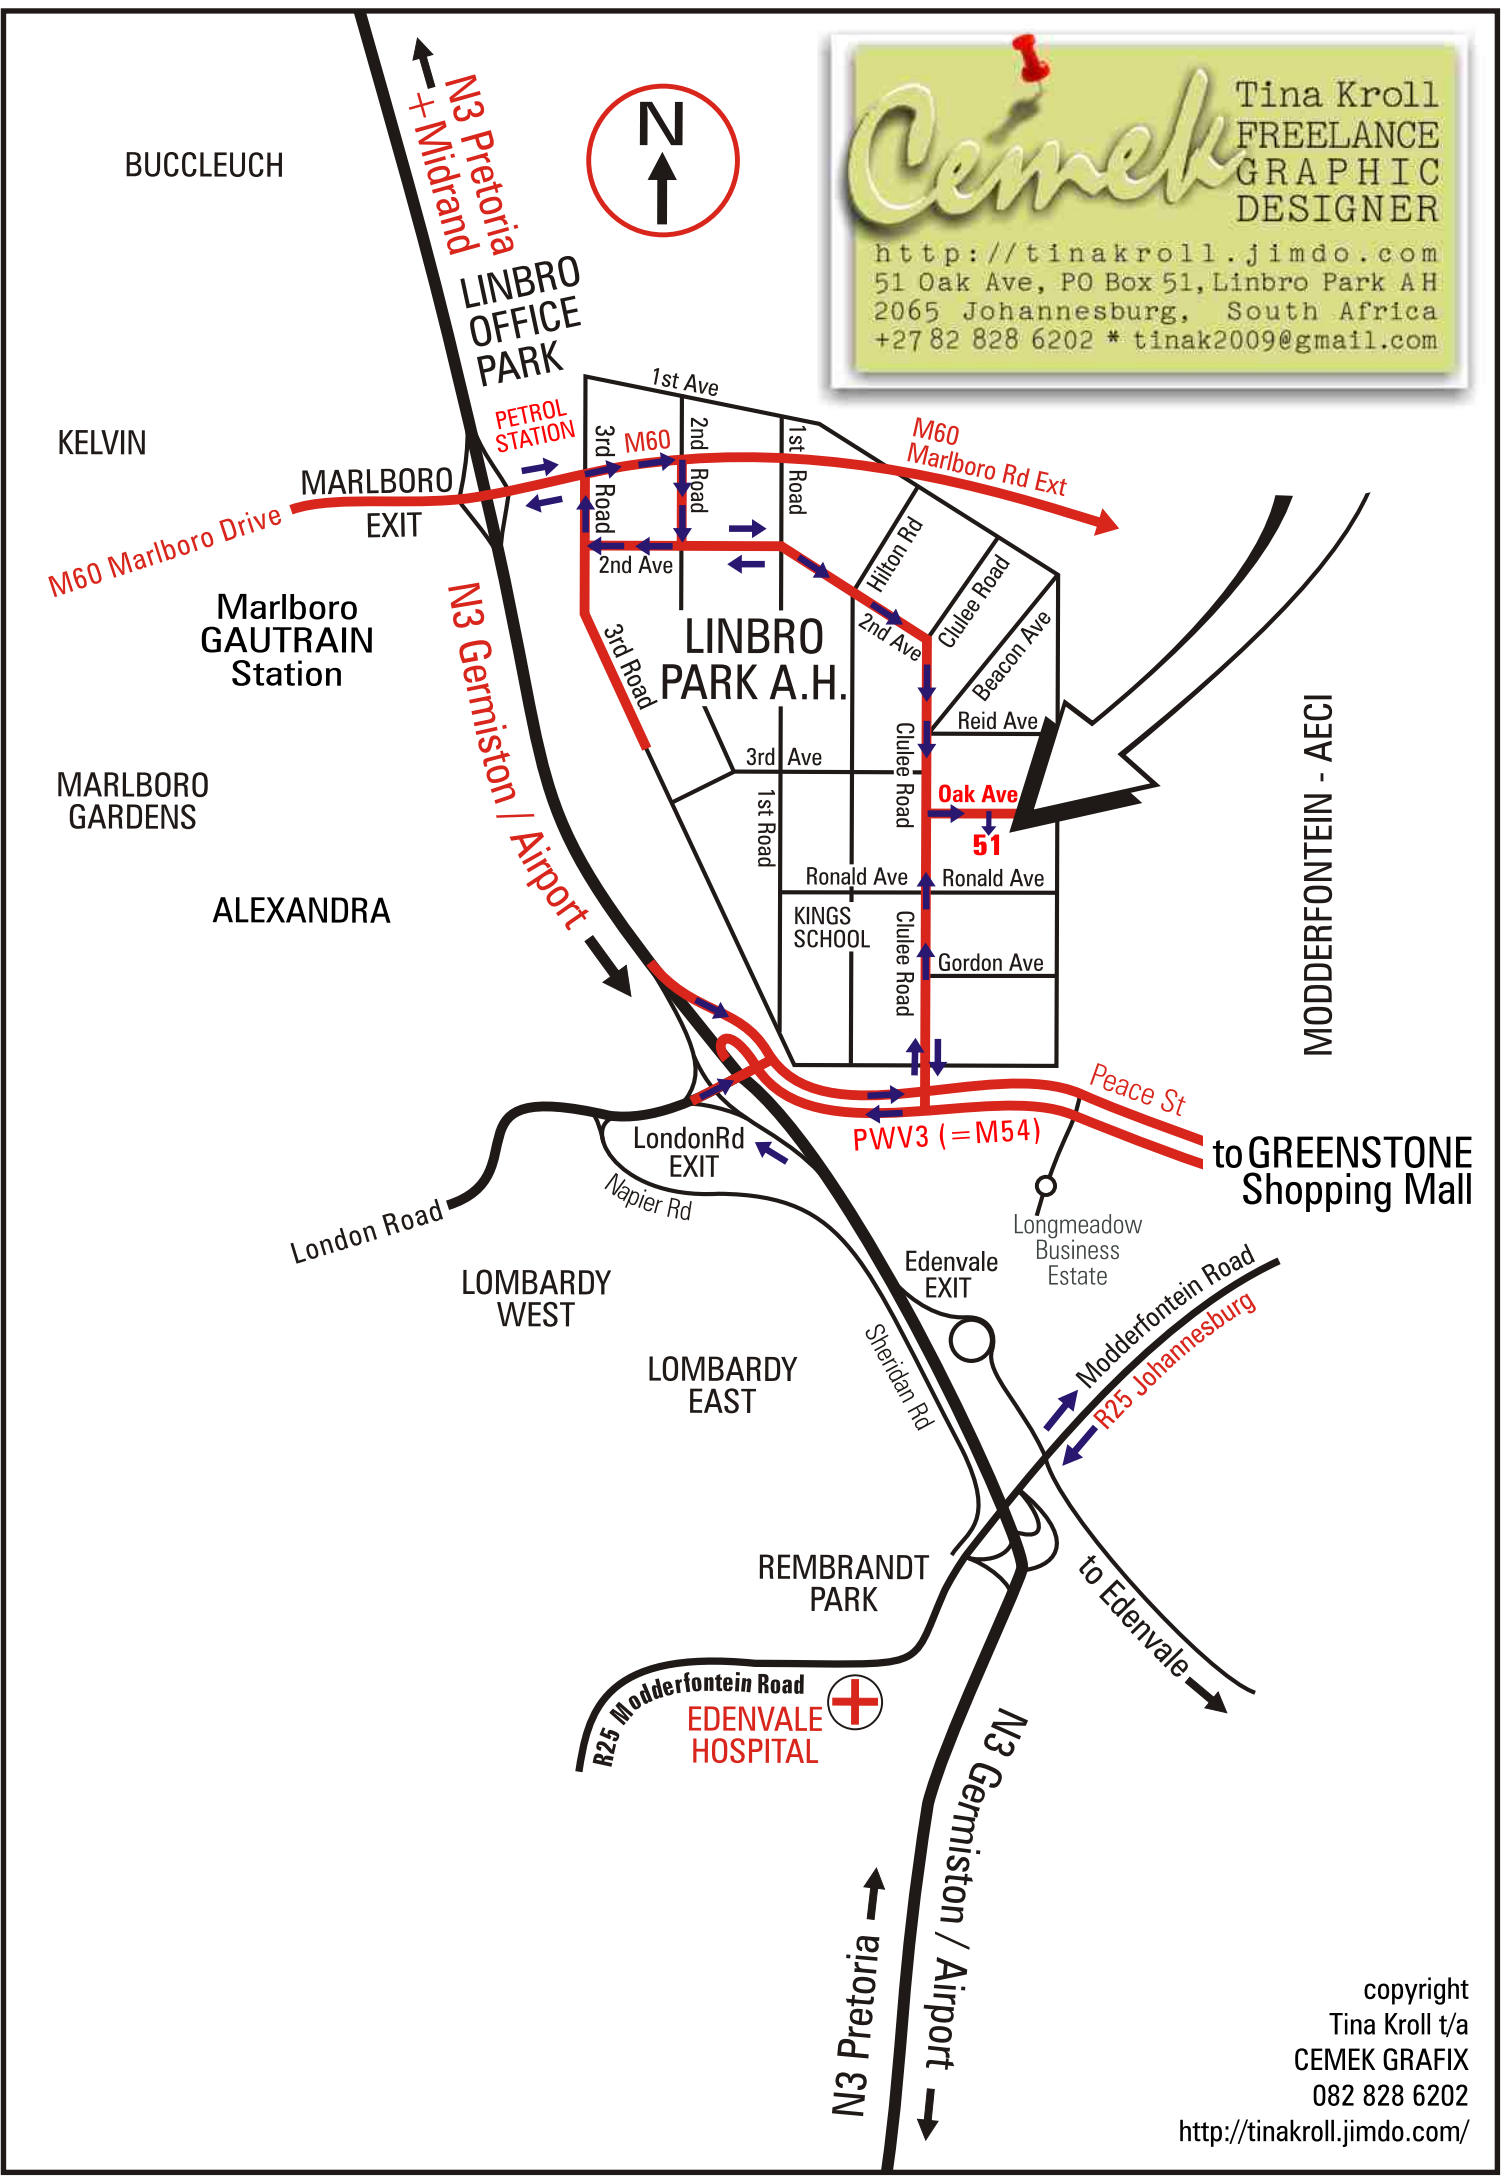 N3 Pretoria
+ Midrand
N
Cemek
Tina Kroll
FREELANCE
GRAPHIC
DESIGNER
http://tinakroll.jimdo.com
51 Oak Ave, PO Box 51, Linbro Park AH
2065 Johannesburg, South Africa
+27 82 828 6202 * tinak2009@gmail.com
BUCCLEUCH
LINBRO
OFFICE
PARK
1st Ave
PETROL
STATION
3rd Road
M60
2nd Road
1st Road
M60
Marlboro Rd Ext
KELVIN
MARLBORO
EXIT
M60 Marlboro Drive
2nd Ave
Hilton Rd
Clulee Road
Beacon Ave
2nd Ave
Marlboro
GAUTRAIN
Station
N3 Germiston / Airport
3rd Road
LINBRO
PARK A.H.
Reid Ave
Clulee Road
3rd Ave
1st Road
Oak Ave
51
MODDERFONTEIN - AECI
MARLBORO
GARDENS
ALEXANDRA
Ronald Ave
Ronald Ave
KINGS
SCHOOL
Clulee Road
Gordon Ave
Peace St
PWV3 (=M54)
to GREENSTONE
Shopping Mall
LondonRd
EXIT
Napier Rd
London Road
Longmeadow
Business
Estate
LOMBARDY
WEST
Edenvale
EXIT
Modderfontein Road
R25 Johannesburg
LOMBARDY
EAST
Sheridan Rd
REMBRANDT
PARK
to Edenvale
R25 Modderfontein Road
EDENVALE
HOSPITAL
N3 Germiston / Airport
N3 Pretoria
copyright
Tina Kroll t/a
CEMEK GRAFIX
082 828 6202
http://tinakroll.jimdo.com/